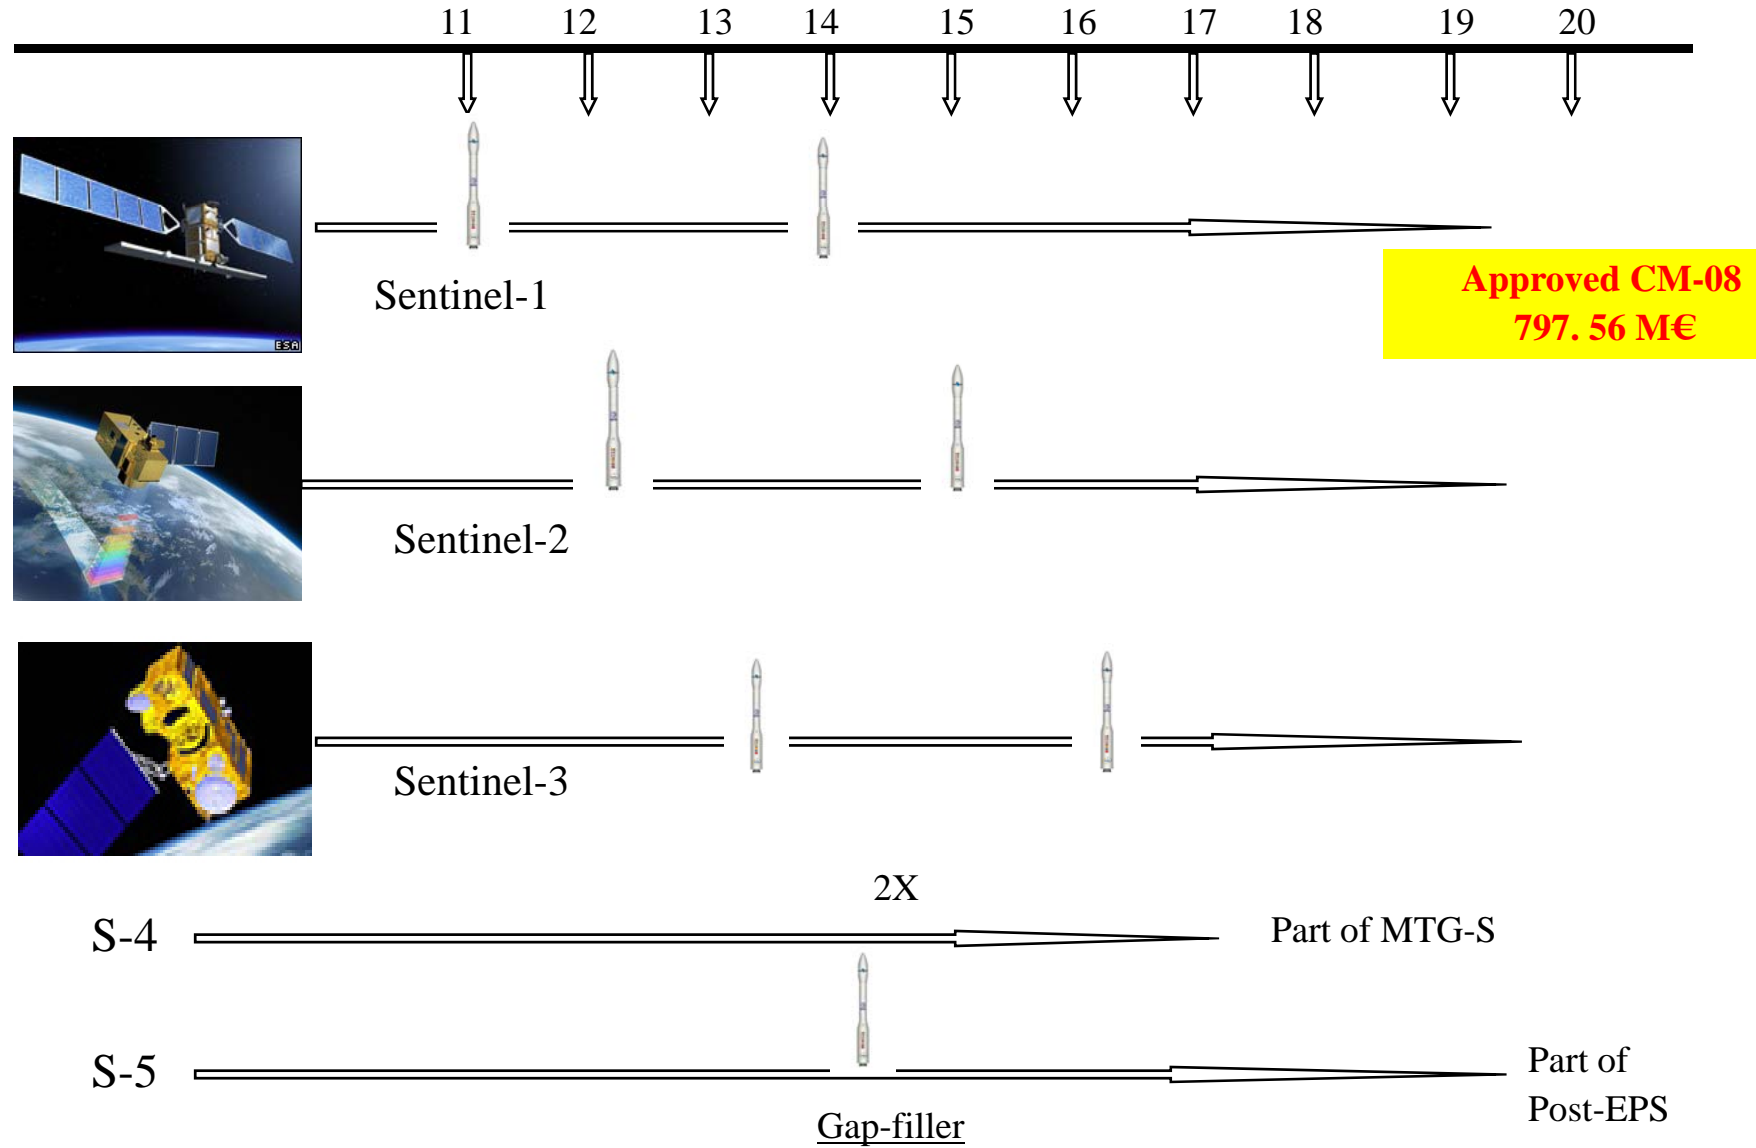 11 12 13 14 15 16 17 18 19 20
ESA
Sentinel-1
Approved CM-08
797. 56 M€
Sentinel-2
Sentinel-3
2X
S-4
Part of MTG-S
S-5
Part of
Post-EPS
Gap-filler